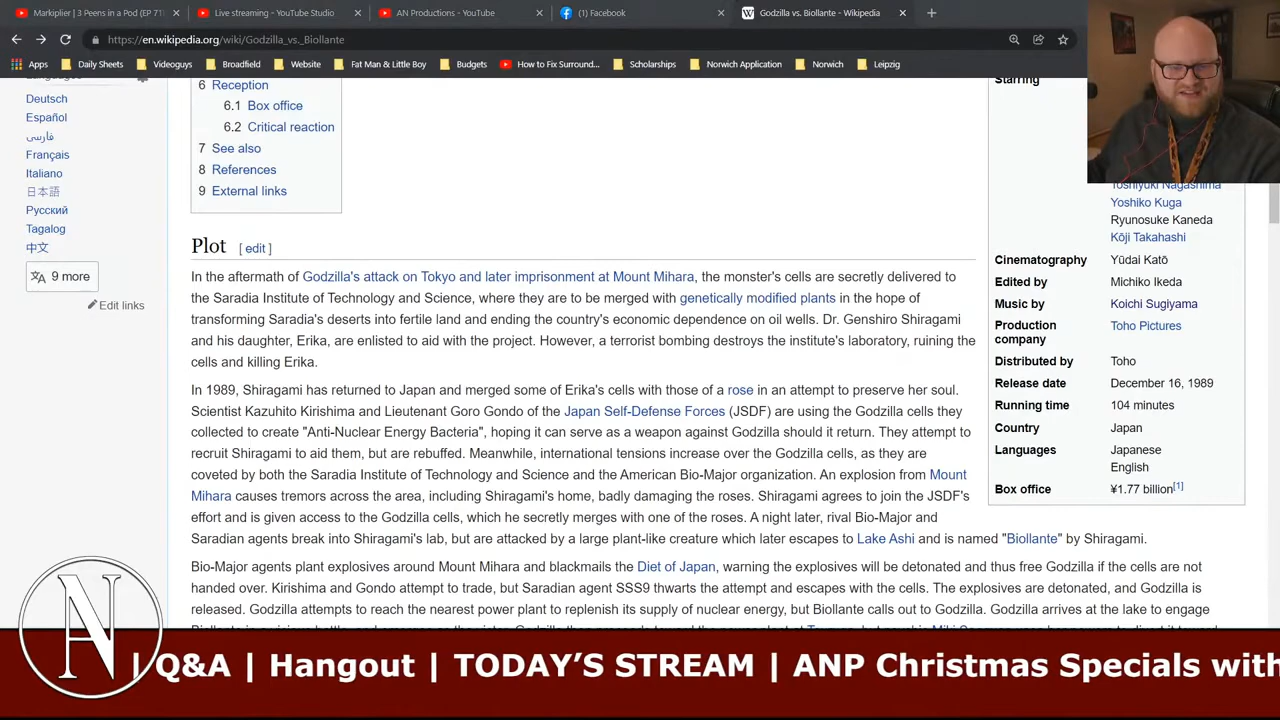 Markiplier | 3 Peens in a Pod (EP 71
Live streaming - YouTube Studio
AN Productions - YouTube
(1) Facebook
Godzilla vs. Biollante - Wikipedia
https://en.wikipedia.org/wiki/Godzilla_vs._Biollante
Apps
Daily Sheets
Videoguys
Broadfield
Website
Fat Man & Little Boy
Budgets
How to Fix Surround...
Scholarships
Norwich Application
Norwich
Leipzig
Languages
Deutsch
Español
فارسی
Français
Italiano
日本語
Русский
Tagalog
中文
9 more
Edit links
6 Reception
6.1 Box office
6.2 Critical reaction
7 See also
8 References
9 External links
Plot [ edit ]
In the aftermath of Godzilla's attack on Tokyo and later imprisonment at Mount Mihara, the monster's cells are secretly delivered to
the Saradia Institute of Technology and Science, where they are to be merged with genetically modified plants in the hope of
transforming Saradia's deserts into fertile land and ending the country's economic dependence on oil wells. Dr. Genshiro Shiragami
and his daughter, Erika, are enlisted to aid with the project. However, a terrorist bombing destroys the institute's laboratory, ruining the
cells and killing Erika.
In 1989, Shiragami has returned to Japan and merged some of Erika's cells with those of a rose in an attempt to preserve her soul.
Scientist Kazuhito Kirishima and Lieutenant Goro Gondo of the Japan Self-Defense Forces (JSDF) are using the Godzilla cells they
collected to create "Anti-Nuclear Energy Bacteria", hoping it can serve as a weapon against Godzilla should it return. They attempt to
recruit Shiragami to aid them, but are rebuffed. Meanwhile, international tensions increase over the Godzilla cells, as they are
coveted by both the Saradia Institute of Technology and Science and the American Bio-Major organization. An explosion from Mount
Mihara causes tremors across the area, including Shiragami's home, badly damaging the roses. Shiragami agrees to join the JSDF's
effort and is given access to the Godzilla cells, which he secretly merges with one of the roses. A night later, rival Bio-Major and
Saradian agents break into Shiragami's lab, but are attacked by a large plant-like creature which later escapes to Lake Ashi and is named "Biollante" by Shiragami.
Bio-Major agents plant explosives around Mount Mihara and blackmails the Diet of Japan, warning the explosives will be detonated and thus free Godzilla if the cells are not
handed over. Kirishima and Gondo attempt to trade, but Saradian agent SSS9 thwarts the attempt and escapes with the cells. The explosives are detonated, and Godzilla is
released. Godzilla attempts to reach the nearest power plant to replenish its supply of nuclear energy, but Biollante calls out to Godzilla. Godzilla arrives at the lake to engage
Starring
Toshiyuki Nagashima
Yoshiko Kuga
Ryunosuke Kaneda
Kōji Takahashi
Cinematography Yūdai Katō
Edited by Michiko Ikeda
Music by Koichi Sugiyama
Production company Toho Pictures
Distributed by Toho
Release date December 16, 1989
Running time 104 minutes
Country Japan
Languages Japanese
English
Box office ¥1.77 billion[1]
N
| Q&A | Hangout | TODAY'S STREAM | ANP Christmas Specials with